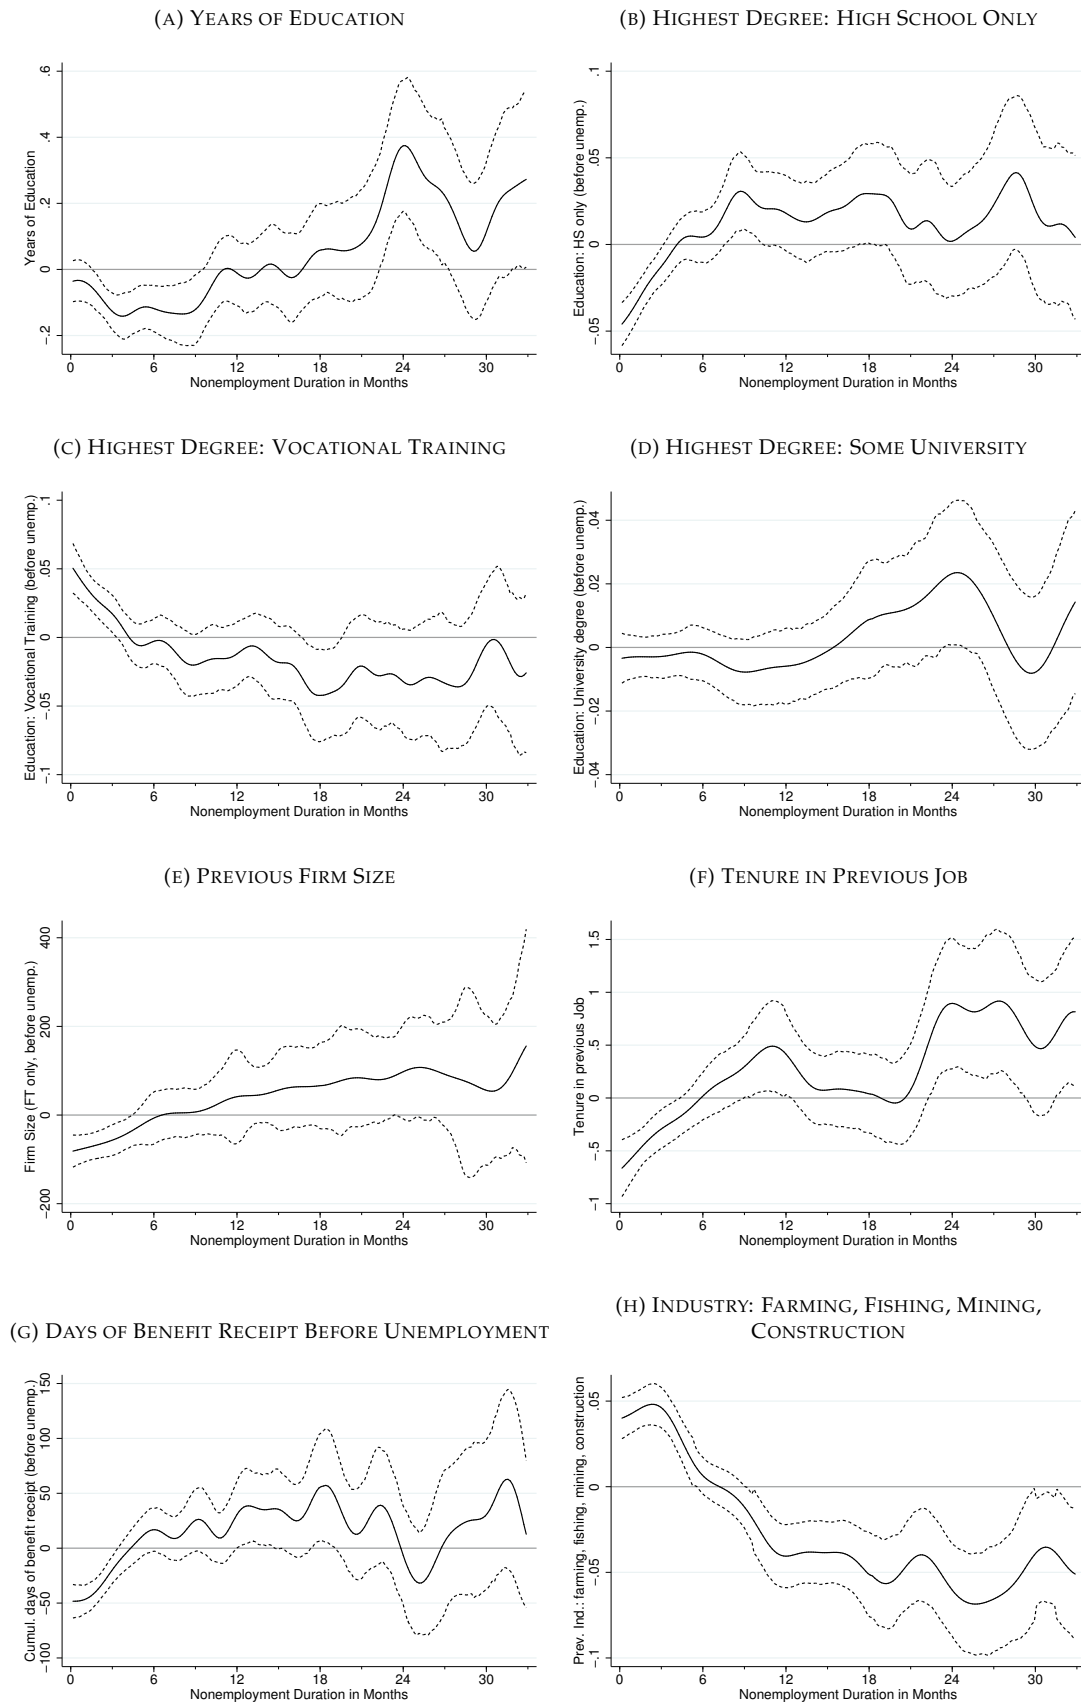 (A) YEARS OF EDUCATION
Years of Education
.6
.4
.2
0
−.2
0 6 12 18 24 30
Nonemployment Duration in Months
(B) HIGHEST DEGREE: HIGH SCHOOL ONLY
Education: HS only (before unemp.)
.1
.05
0
−.05
0 6 12 18 24 30
Nonemployment Duration in Months
(C) HIGHEST DEGREE: VOCATIONAL TRAINING
Education: Vocational Training (before unemp.)
.1
.05
0
−.05
−.1
0 6 12 18 24 30
Nonemployment Duration in Months
(D) HIGHEST DEGREE: SOME UNIVERSITY
Education: University degree (before unemp.)
.04
.02
0
−.02
−.04
0 6 12 18 24 30
Nonemployment Duration in Months
(E) PREVIOUS FIRM SIZE
Firm Size (FT only, before unemp.)
400
200
0
−200
0 6 12 18 24 30
Nonemployment Duration in Months
(F) TENURE IN PREVIOUS JOB
Tenure in previous Job
1.5
1
.5
0
−.5
−1
0 6 12 18 24 30
Nonemployment Duration in Months
(G) DAYS OF BENEFIT RECEIPT BEFORE UNEMPLOYMENT
Cumul. days of benefit receipt (before unemp.)
150
100
50
0
−50
−100
0 6 12 18 24 30
Nonemployment Duration in Months
(H) INDUSTRY: FARMING, FISHING, MINING,
CONSTRUCTION
Prev. Ind.: farming, fishing, mining, construction
.05
0
−.05
−.1
0 6 12 18 24 30
Nonemployment Duration in Months